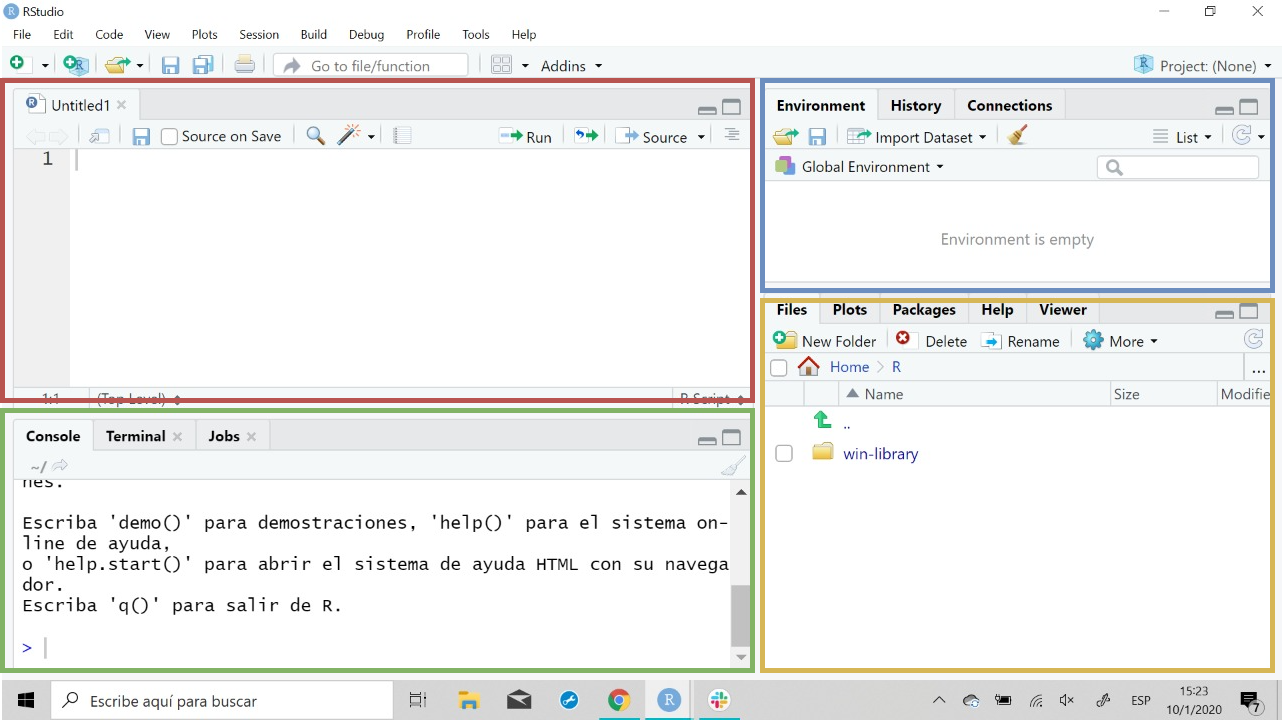 RStudio
File Edit Code View Plots Session Build Debug Profile Tools Help
Go to file/function Addins Project: (None)
Untitled1
Source on Save Run Source
1
1:1 (Top Level) R Script
Console Terminal Jobs
~/
nes.
Escriba 'demo()' para demostraciones, 'help()' para el sistema on-
line de ayuda,
o 'help.start()' para abrir el sistema de ayuda HTML con su navega
dor.
Escriba 'q()' para salir de R.
>
Environment History Connections
Import Dataset List
Global Environment
Environment is empty
Files Plots Packages Help Viewer
New Folder Delete Rename More
Home R ...
Name Size Modifie
..
win-library
Escribe aquí para buscar
ESP
15:23
10/1/2020
7